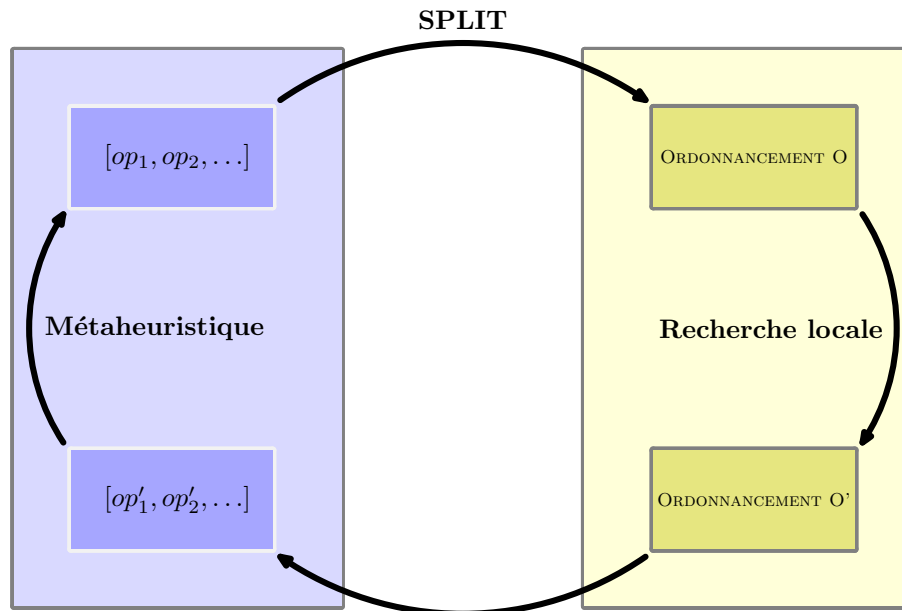 SPLIT
[op₁, op₂, . . .]
ORDONNANCEMENT O
Métaheuristique
Recherche locale
[op′₁, op′₂, . . .]
ORDONNANCEMENT O'